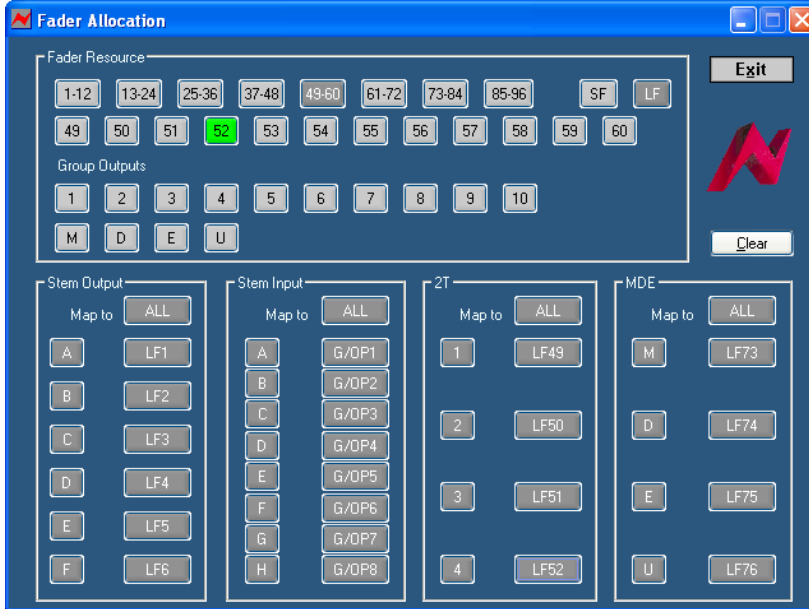 Fader Allocation
Fader Resource
Exit
1-12 13-24 25-36 37-48 49-60 61-72 73-84 85-96 SF LF
49 50 51 52 53 54 55 56 57 58 59 60
Group Outputs
1 2 3 4 5 6 7 8 9 10
M D E U
Clear
Stem Output Stem Input 2T MDE
Map to ALL Map to ALL Map to ALL Map to ALL
A LF1 A G/OP1 1 LF49 M LF73
B LF2 B G/OP2
C LF3 C G/OP3 2 LF50 D LF74
D LF4 D G/OP4
E LF5 E G/OP5 3 LF51 E LF75
F LF6 F G/OP6
G G/OP7
H G/OP8 4 LF52 U LF76